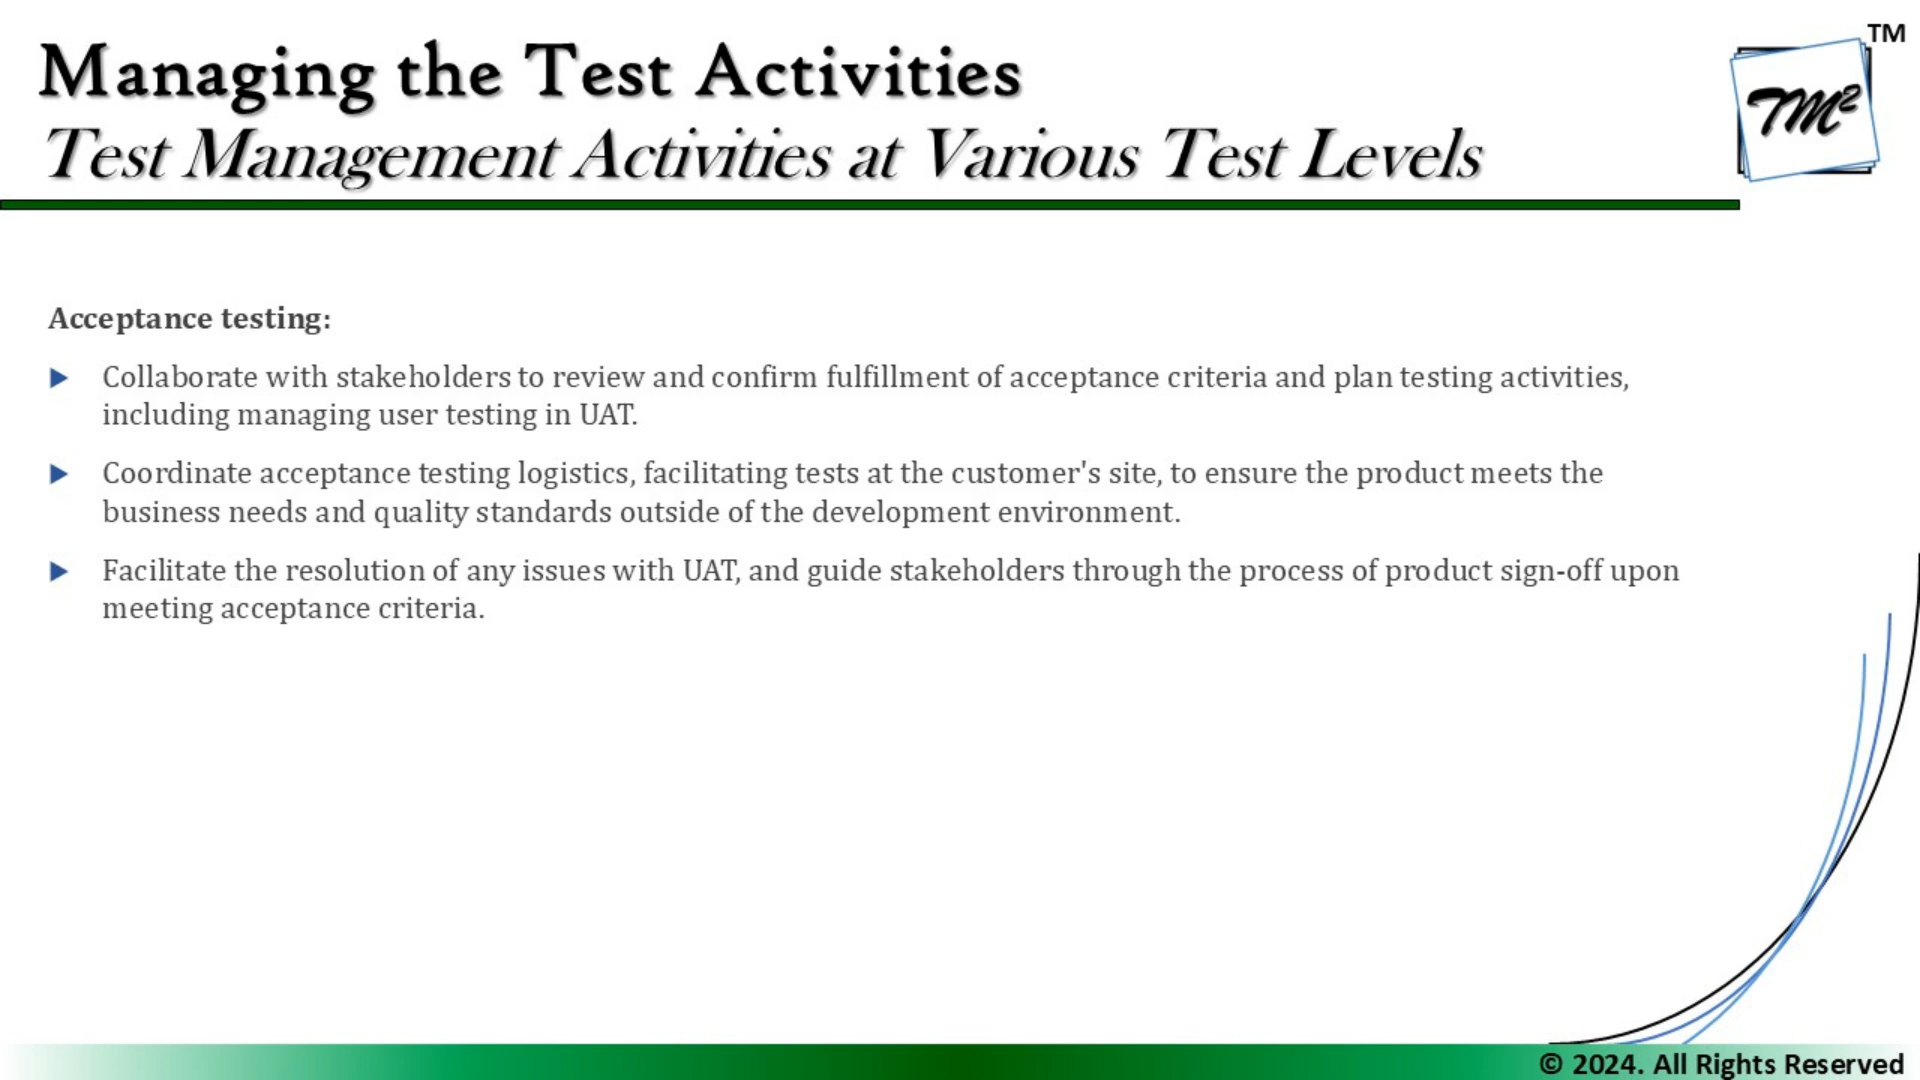 Managing the Test Activities
TM
TM²
Test Management Activities at Various Test Levels
Acceptance testing:
Collaborate with stakeholders to review and confirm fulfillment of acceptance criteria and plan testing activities,
including managing user testing in UAT.
Coordinate acceptance testing logistics, facilitating tests at the customer's site, to ensure the product meets the
business needs and quality standards outside of the development environment.
Facilitate the resolution of any issues with UAT, and guide stakeholders through the process of product sign-off upon
meeting acceptance criteria.
© 2024. All Rights Reserved